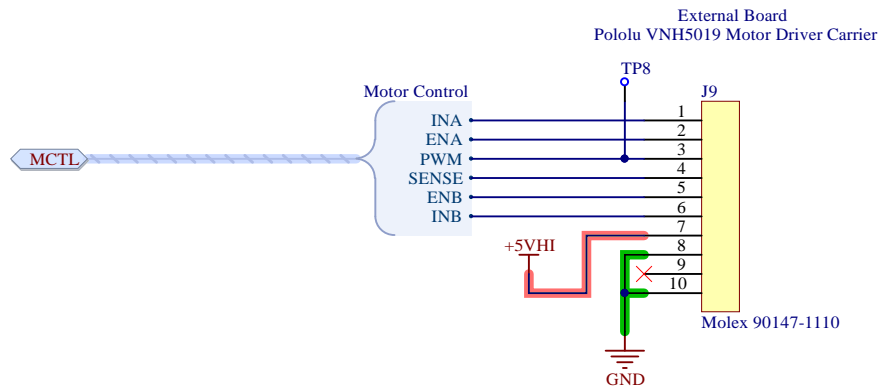 External Board
Pololu VNH5019 Motor Driver Carrier
TP8
J9
Motor Control
MCTL
INA
ENA
PWM
SENSE
ENB
INB
1
2
3
4
5
6
7
8
9
10
+5VHI
Molex 90147-1110
GND